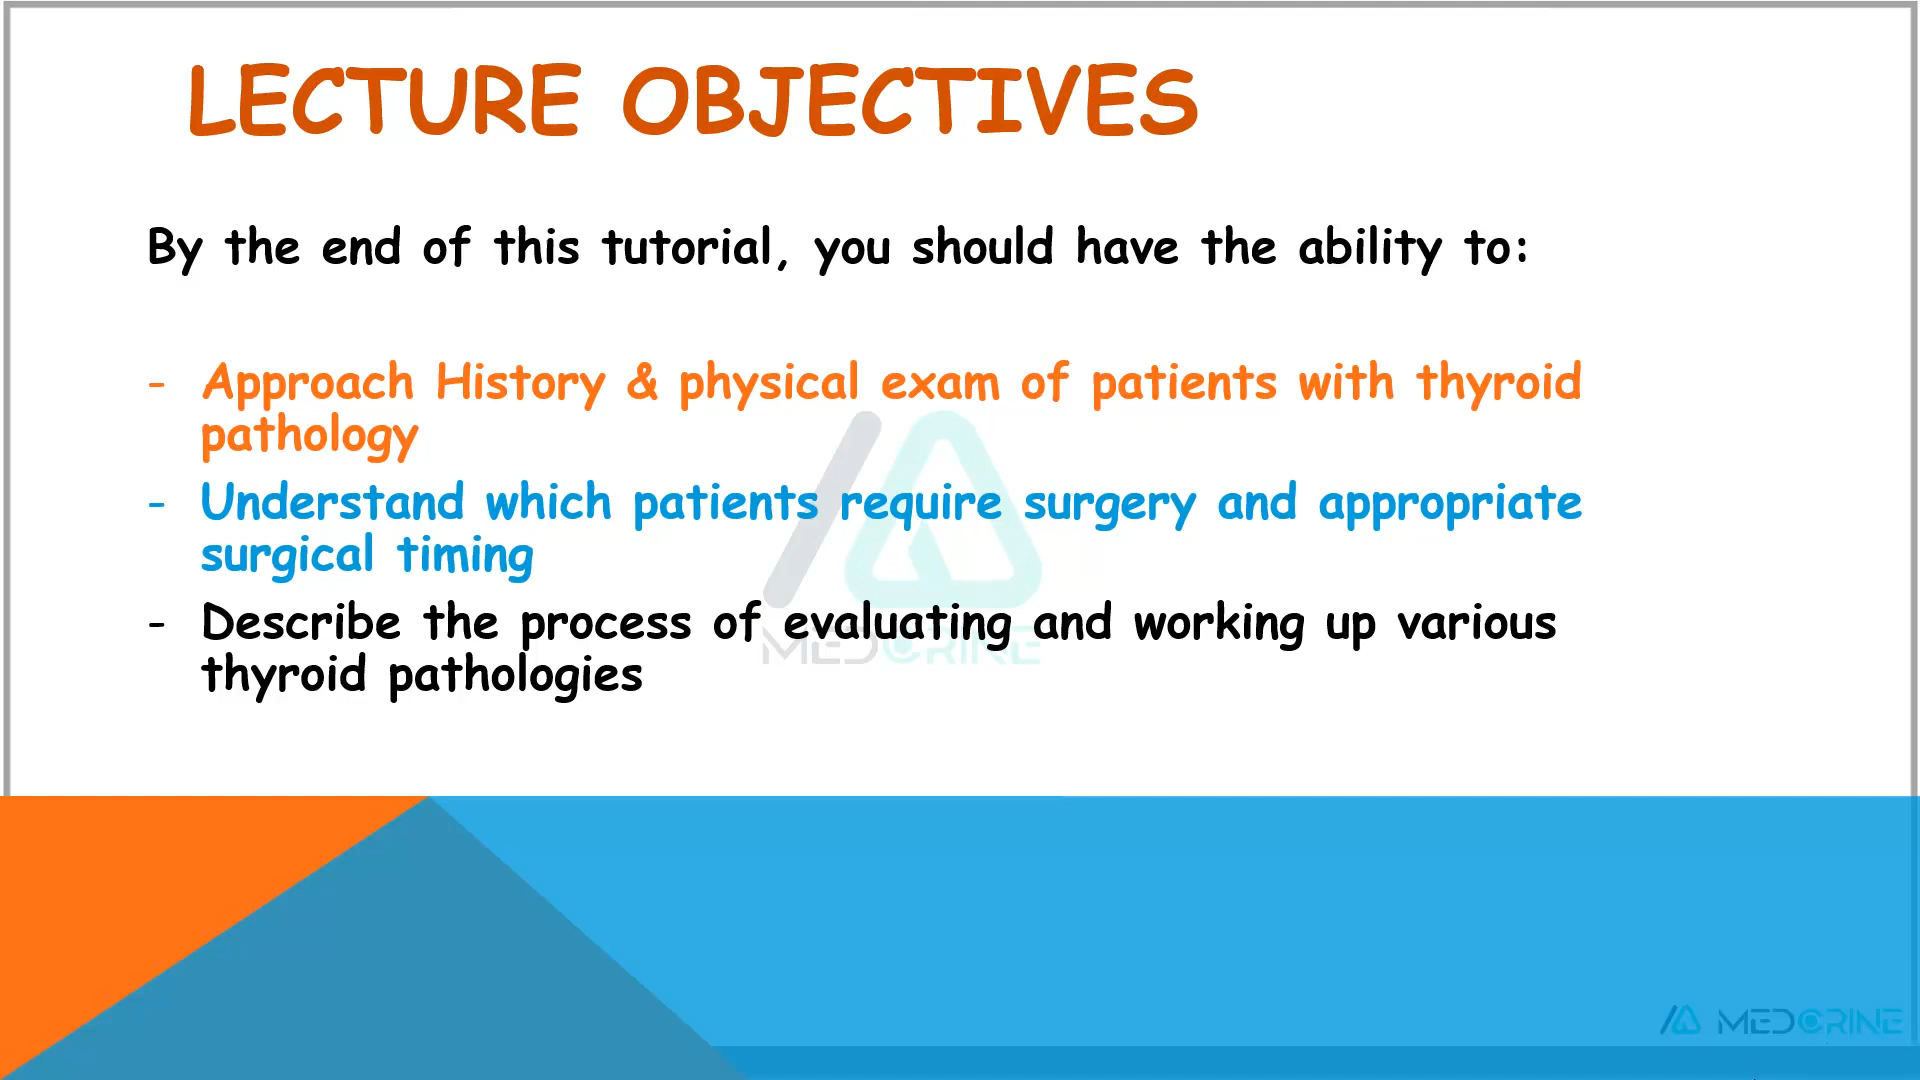 LECTURE OBJECTIVES
By the end of this tutorial, you should have the ability to:
- Approach History & physical exam of patients with thyroid
pathology
- Understand which patients require surgery and appropriate
surgical timing
- Describe the process of evaluating and working up various
thyroid pathologies
MEDCRINE
MEDCRINE